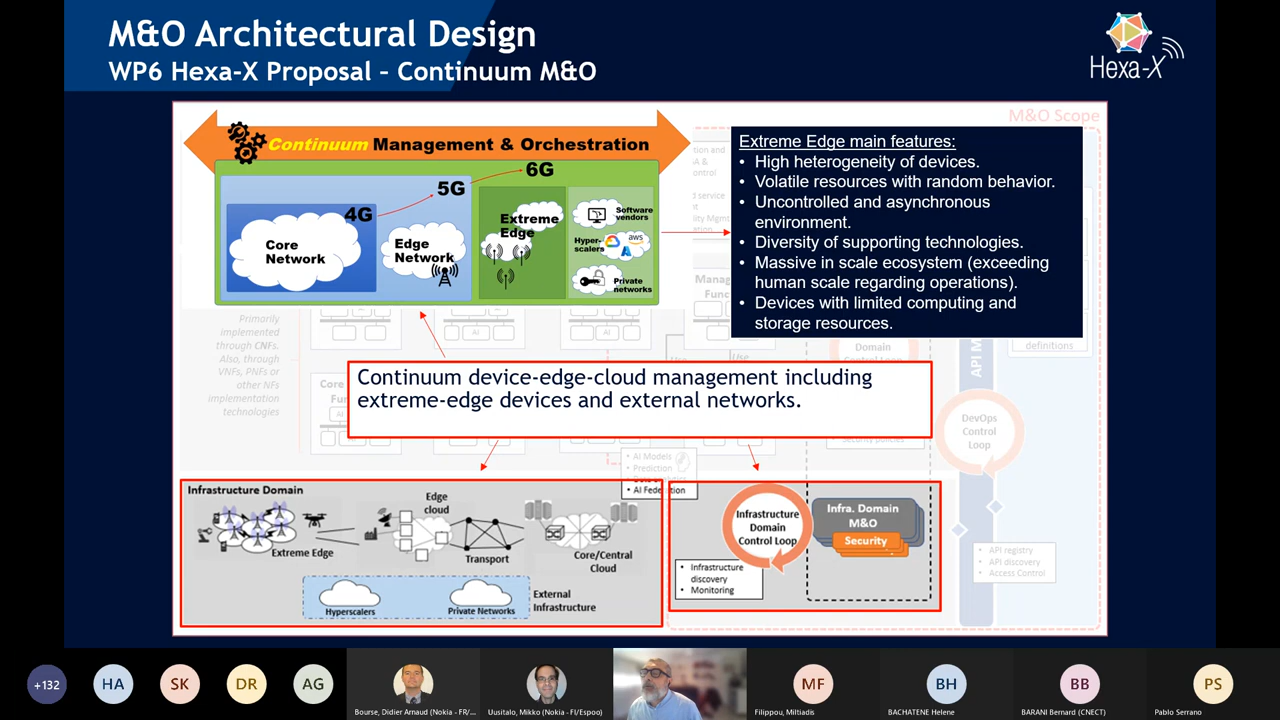 M&O Architectural Design
WP6 Hexa-X Proposal – Continuum M&O
Hexa-X
M&O Scope
Continuum Management & Orchestration
6G
5G
4G
Core
Network
Edge
Network
Extreme
Edge
Software
vendors
Hyper-
scalers
aws
Private
networks
Extreme Edge main features:
• High heterogeneity of devices.
• Volatile resources with random behavior.
• Uncontrolled and asynchronous
environment.
• Diversity of supporting technologies.
• Massive in scale ecosystem (exceeding
human scale regarding operations).
• Devices with limited computing and
storage resources.
Primarily
implemented
through CNFs.
Also, through
VNFs, PNFs or
other NFs
implementation
technologies
definitions
Continuum device-edge-cloud management including
extreme-edge devices and external networks.
DevOps
Control
Loop
• AI Models
• Prediction
• AI Federation
Infrastructure Domain
Extreme Edge
Edge
cloud
Transport
Core/Central
Cloud
Hyperscalers
Private Networks
External
Infrastructure
Infrastructure
Domain
Control Loop
• Infrastructure
discovery
• Monitoring
Infra. Domain
M&O
Security
• API registry
• API discovery
• Access Control
+132
HA
SK
DR
AG
Bourse, Didier Arnaud (Nokia - FR/...
Uusitalo, Mikko (Nokia - FI/Espoo)
MF
Filippou, Miltiadis
BH
BACHATENE Helene
BB
BARANI Bernard (CNECT)
PS
Pablo Serrano